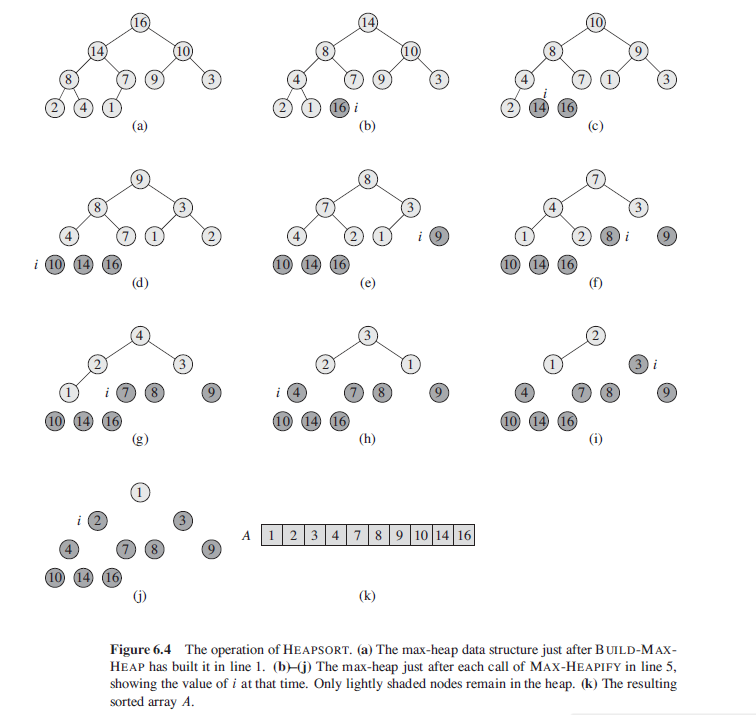 16 14 10
14 10 8 10 8 9
8 7 9 3 4 7 9 3 4 7 1 3
i
2 4 1 2 1 16 i 2 14 16
(a) (b) (c)
9 8 7
8 3 7 3 4 3
4 7 1 2 4 2 1 i 9 1 2 8 i 9
i 10 14 16 10 14 16 10 14 16
(d) (e) (f)
4 3 2
2 3 2 1 1 3 i
1 i 7 8 9 i 4 7 8 9 4 7 8 9
10 14 16 10 14 16 10 14 16
(g) (h) (i)
1
i 2 3
A 1 2 3 4 7 8 9 10 14 16
4 7 8 9
10 14 16
(j) (k)
Figure 6.4 The operation of HEAPSORT. (a) The max-heap data structure just after BUILD-MAX-
HEAP has built it in line 1. (b)–(j) The max-heap just after each call of MAX-HEAPIFY in line 5,
showing the value of i at that time. Only lightly shaded nodes remain in the heap. (k) The resulting
sorted array A.